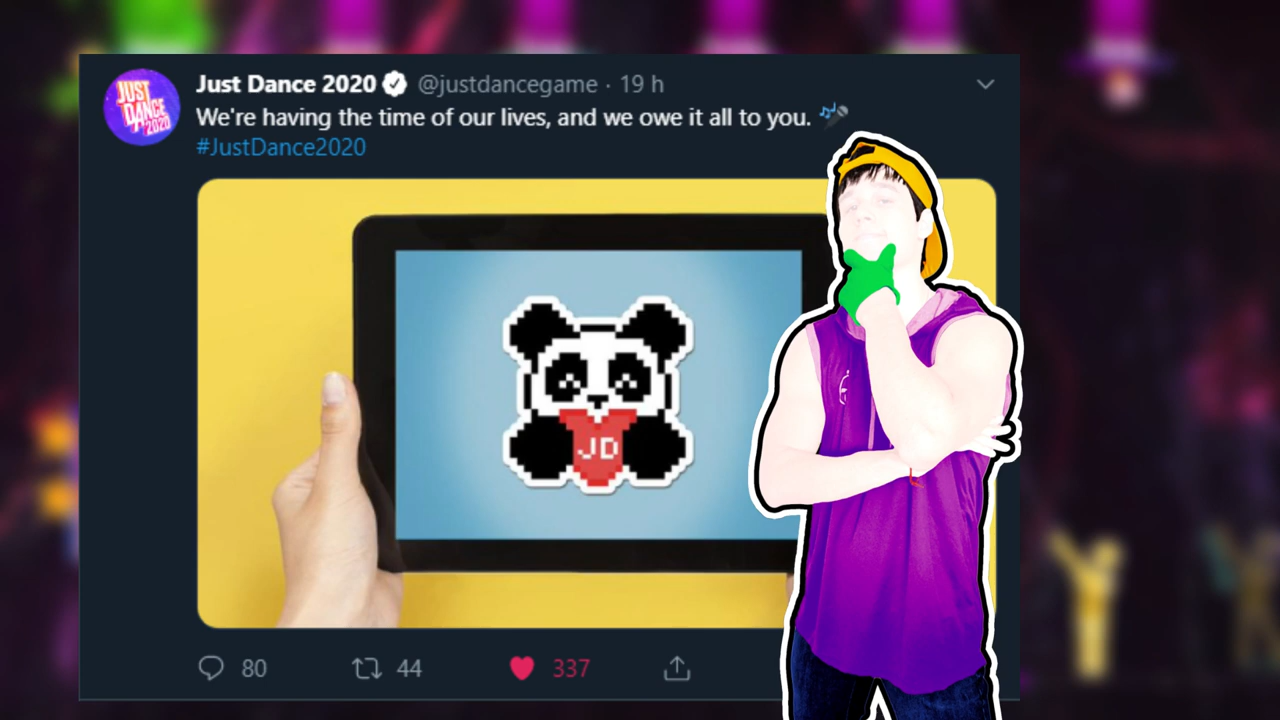 JUST DANCE 2020
Just Dance 2020 @justdancegame · 19 h
We're having the time of our lives, and we owe it all to you.
#JustDance2020
JD
80 44 337